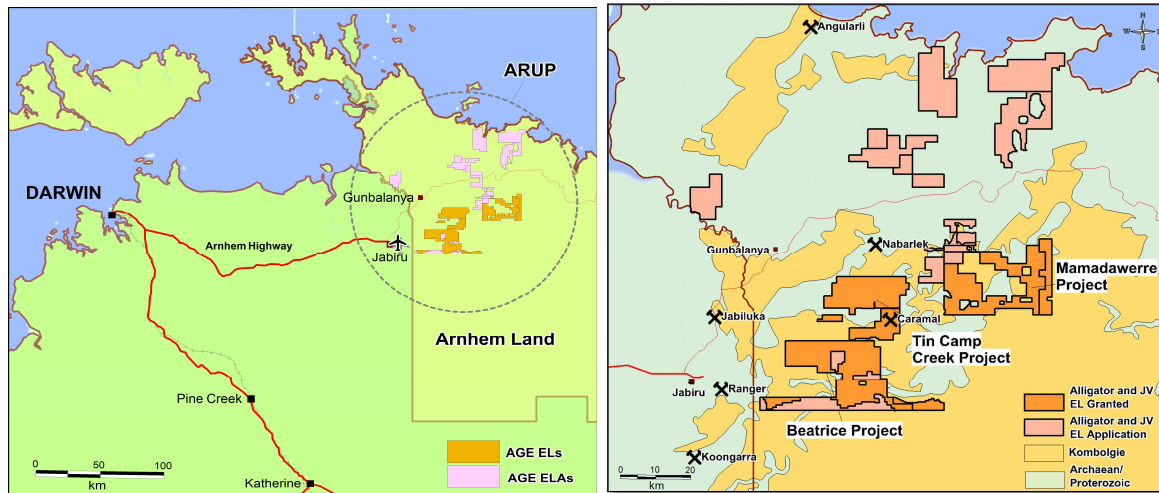 ARUP
DARWIN
Gunbalanya
Arnhem Highway
Jabiru
Arnhem Land
Pine Creek
Katherine
0 50 100
km
AGE ELs
AGE ELAs
Angularli
N
W E
S
Gunbalanya
Nabarlek
Mamadawerre
Project
Jabiluka
Caramal
Tin Camp
Creek Project
Jabiru
Ranger
Beatrice Project
Koongarra
0 20
km
Alligator and JV
EL Granted
Alligator and JV
EL Application
Kombolgie
Archaean/
Proterozoic